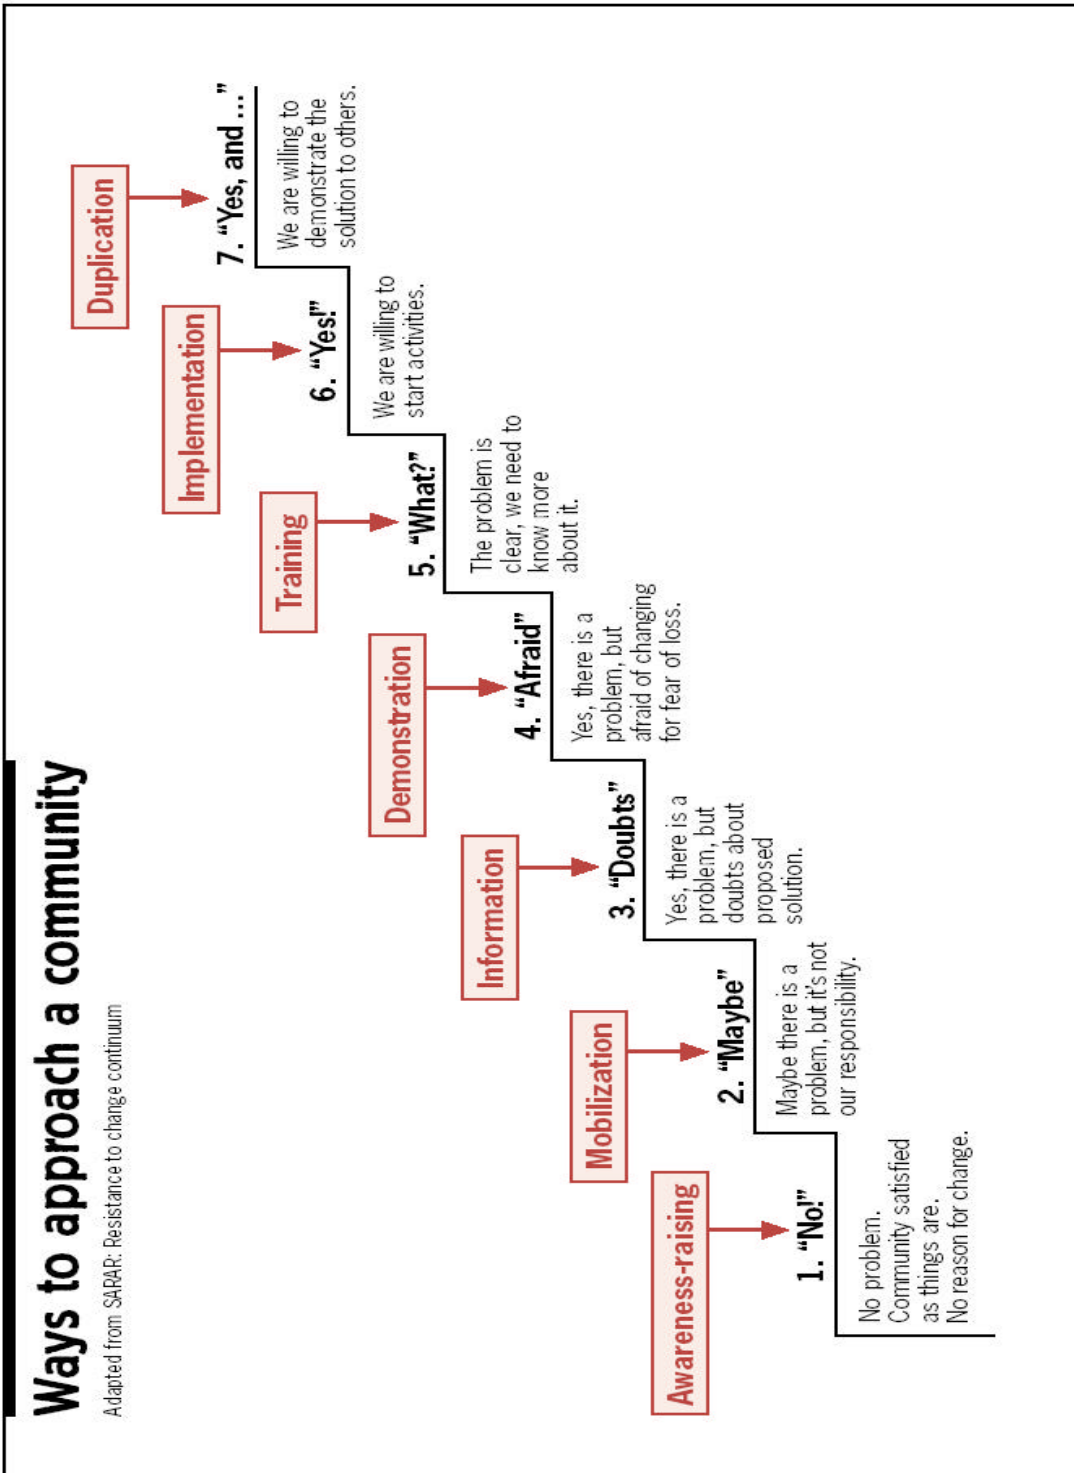 Ways to approach a community
Adapted from SARAR: Resistance to change continuum
Awareness-raising
1. “No!”
No problem.
Community satisfied
as things are.
No reason for change.
Mobilization
2. “Maybe”
Maybe there is a
problem, but it’s not
our responsibility.
Information
3. “Doubts”
Yes, there is a
problem, but
doubts about
proposed
solution.
Demonstration
4. “Afraid”
Yes, there is a
problem, but
afraid of changing
for fear of loss.
Training
5. “What?”
The problem is
clear, we need to
know more
about it.
Implementation
6. “Yes!”
We are willing to
start activities.
Duplication
7. “Yes, and ...”
We are willing to
demonstrate the
solution to others.